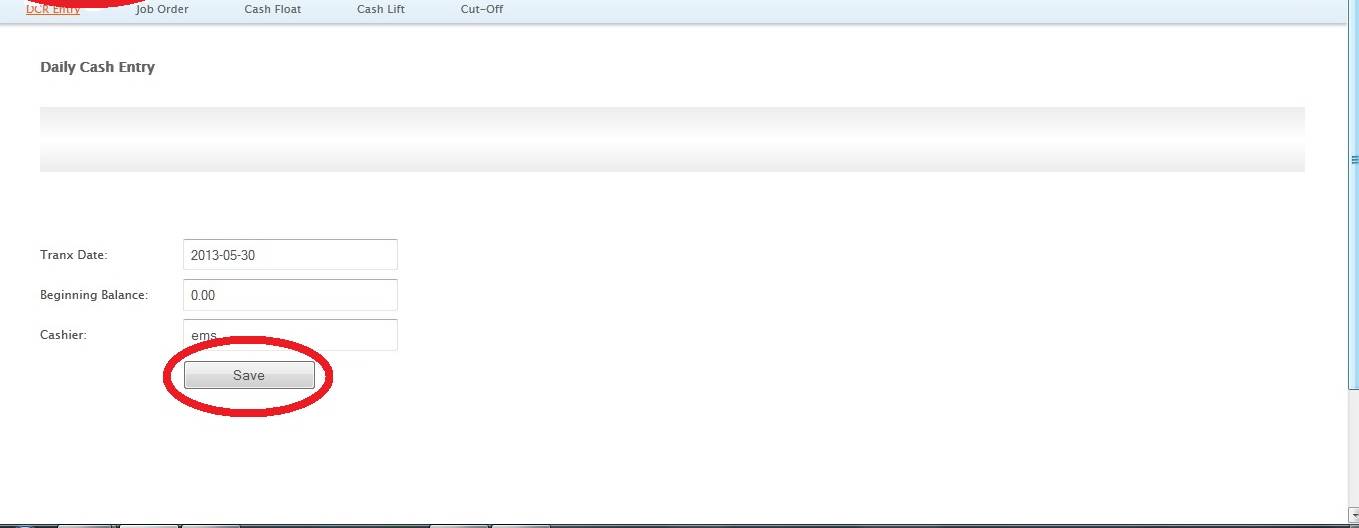 DCR Entry Job Order Cash Float Cash Lift Cut-Off
Daily Cash Entry
Tranx Date: 2013-05-30
Beginning Balance: 0.00
Cashier: ems
Save